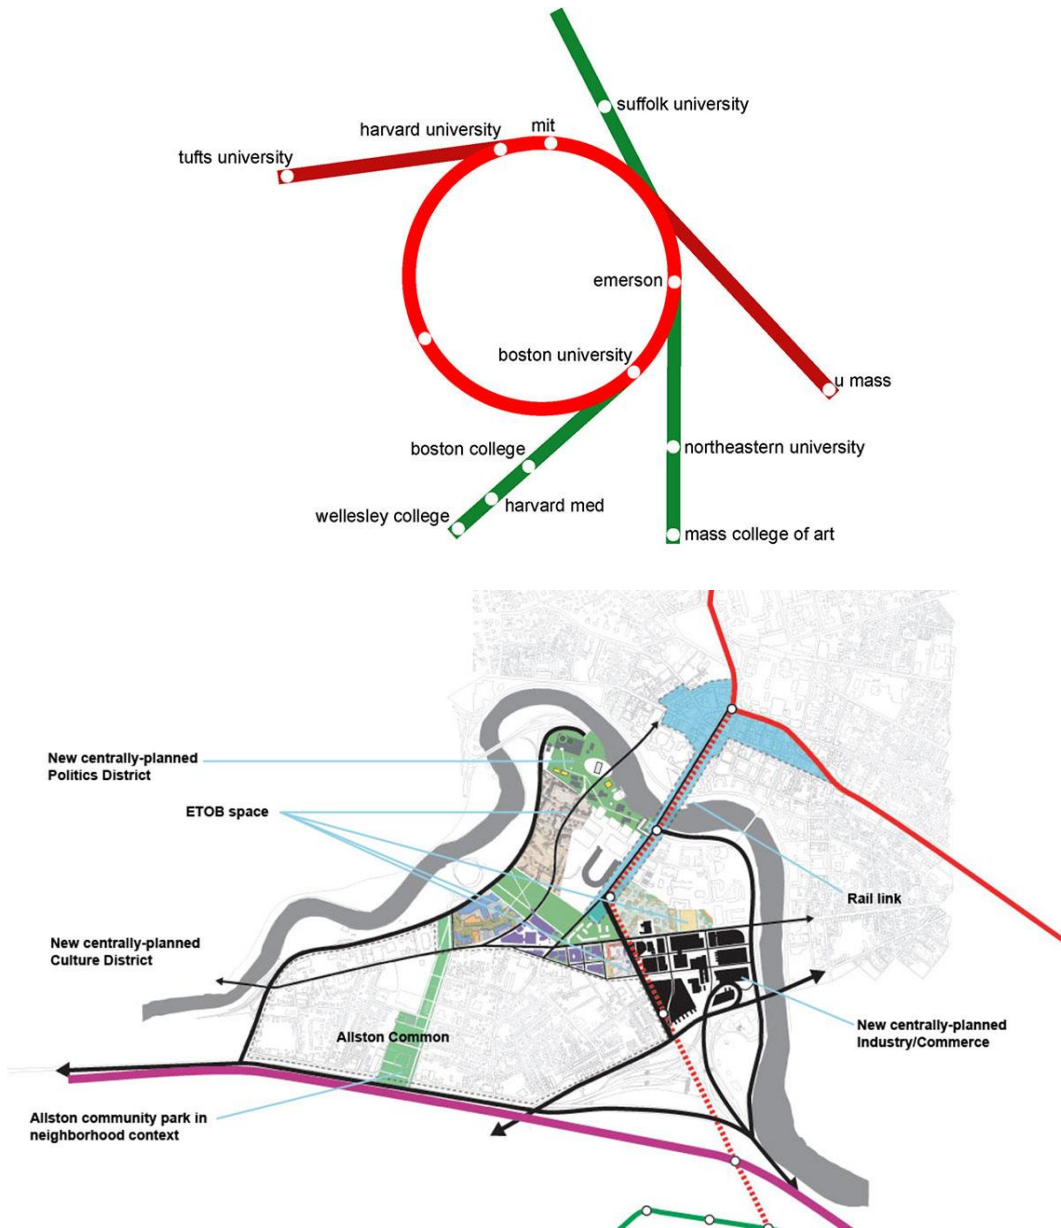 suffolk university
harvard university
mit
tufts university
emerson
boston university
u mass
boston college
northeastern university
harvard med
wellesley college
mass college of art
New centrally-planned
Politics District
ETOB space
Rail link
New centrally-planned
Culture District
New centrally-planned
Industry/Commerce
Allston Common
Allston community park in
neighborhood context